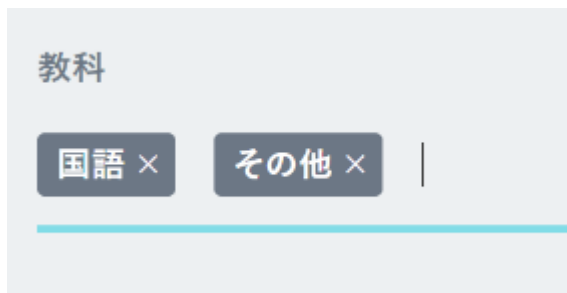 教科
国語 × その他 ×